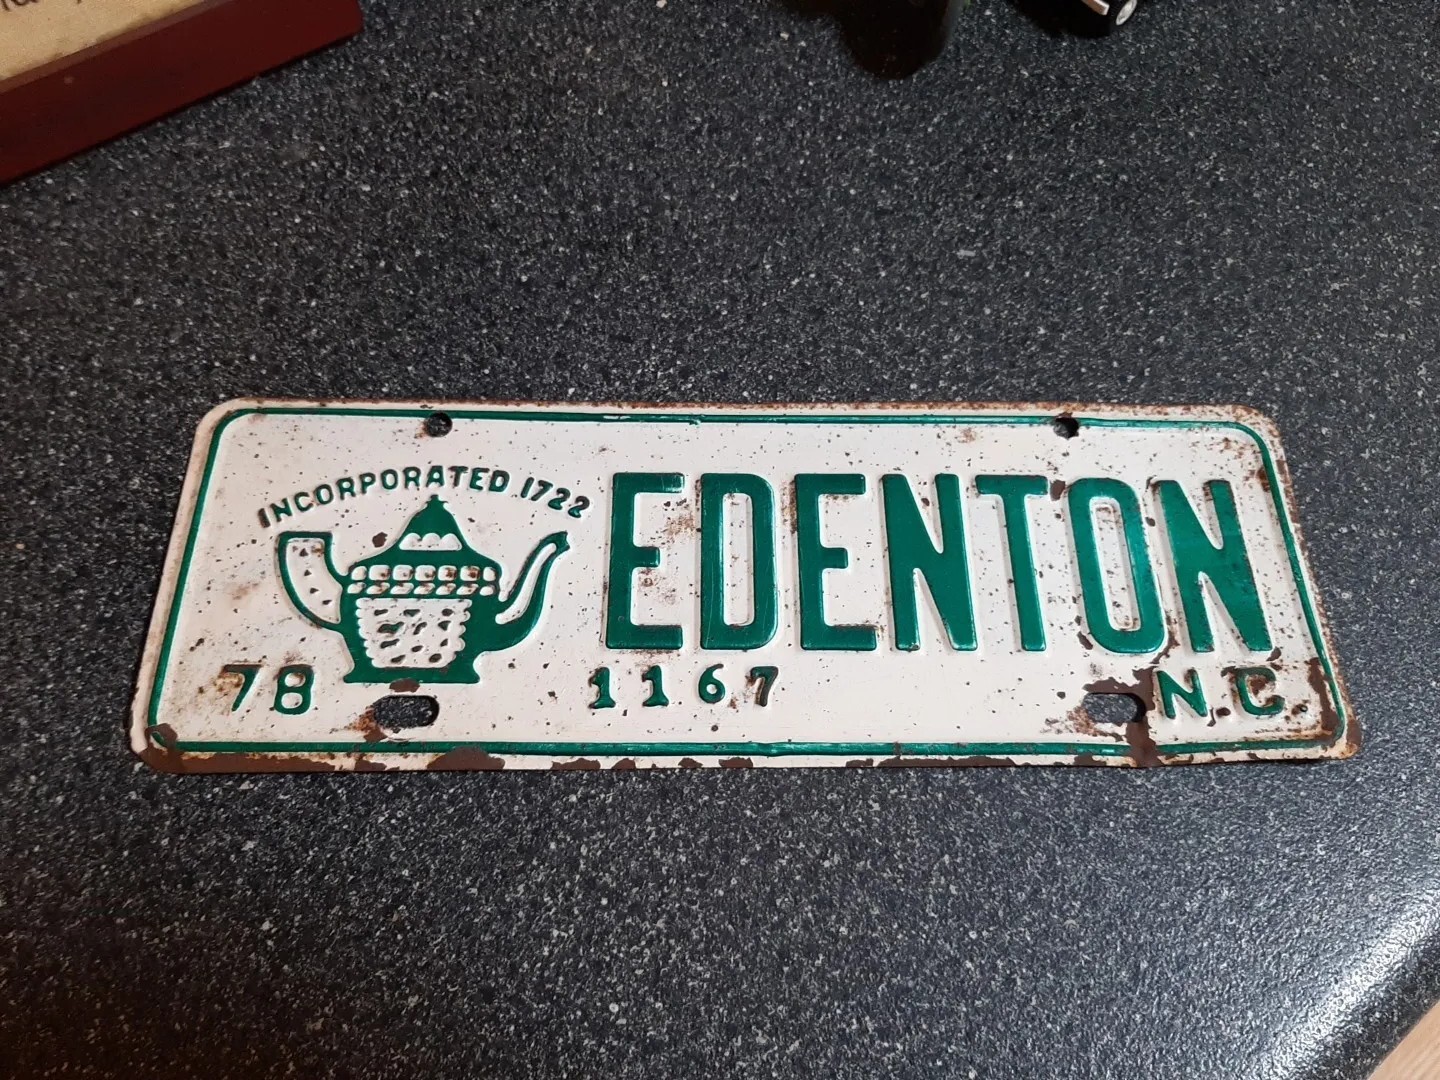 INCORPORATED 1722
EDENTON
78 1167 N.C.